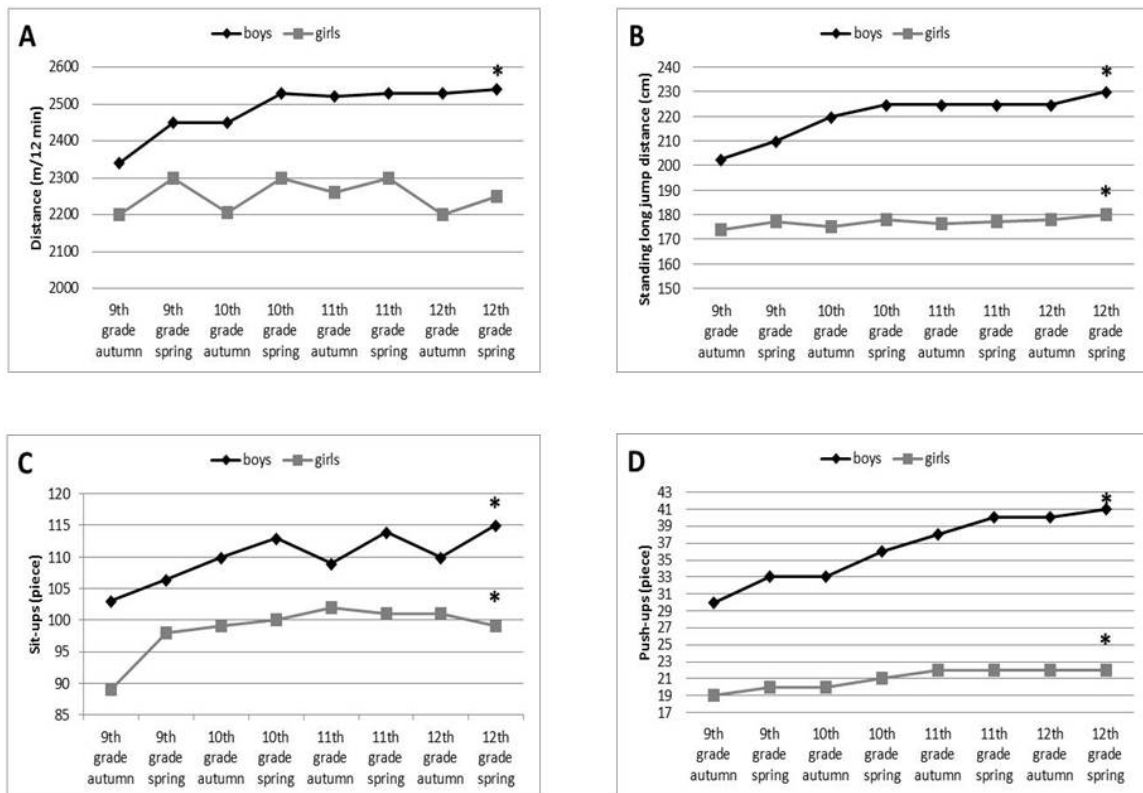 A
boys girls
*
Distance (m/12 min)
2600
2500
2400
2300
2200
2100
2000
9th grade autumn
9th grade spring
10th grade autumn
10th grade spring
11th grade autumn
11th grade spring
12th grade autumn
12th grade spring
B
boys girls
*
*
Standing long jump distance (cm)
240
230
220
210
200
190
180
170
160
150
9th grade autumn
9th grade spring
10th grade autumn
10th grade spring
11th grade autumn
11th grade spring
12th grade autumn
12th grade spring
C
boys girls
*
*
Sit-ups (piece)
120
115
110
105
100
95
90
85
9th grade autumn
9th grade spring
10th grade autumn
10th grade spring
11th grade autumn
11th grade spring
12th grade autumn
12th grade spring
D
boys girls
*
*
Push-ups (piece)
43
41
39
37
35
33
31
29
27
25
23
21
19
17
9th grade autumn
9th grade spring
10th grade autumn
10th grade spring
11th grade autumn
11th grade spring
12th grade autumn
12th grade spring